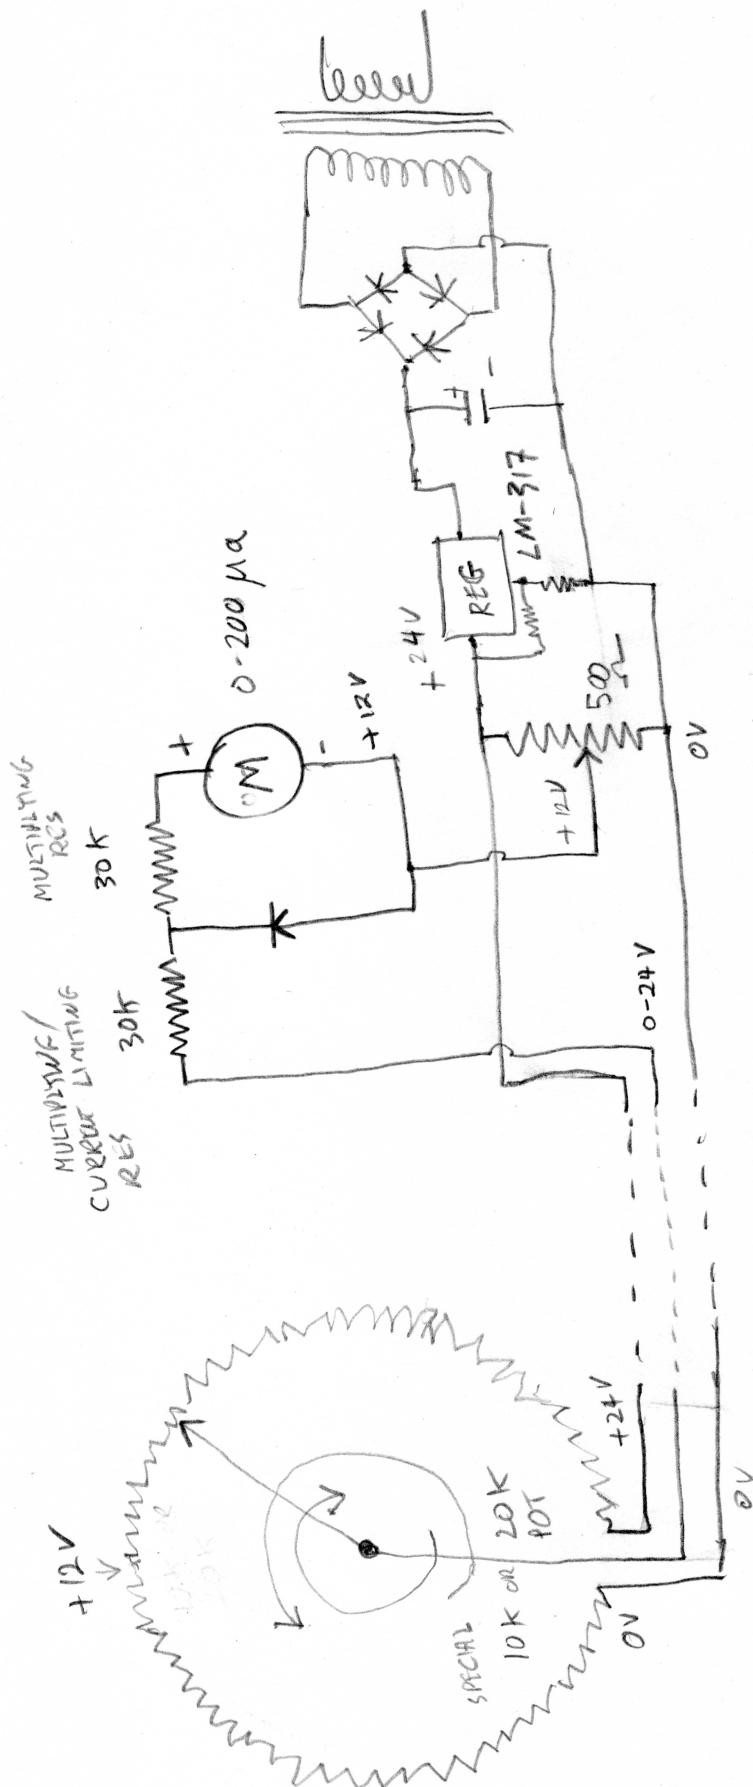 MULTIPLYING
RES
30K
MULTIPLYING/
CURRENT LIMITING
RES
30K
+
M
-
0-200 µa
+12V
+24V
REG
LM-317
+
-
500Ω
+12V
0V
0-24V
+12V
SPECIAL
10K OR 20K
POT
+24V
0V
0V